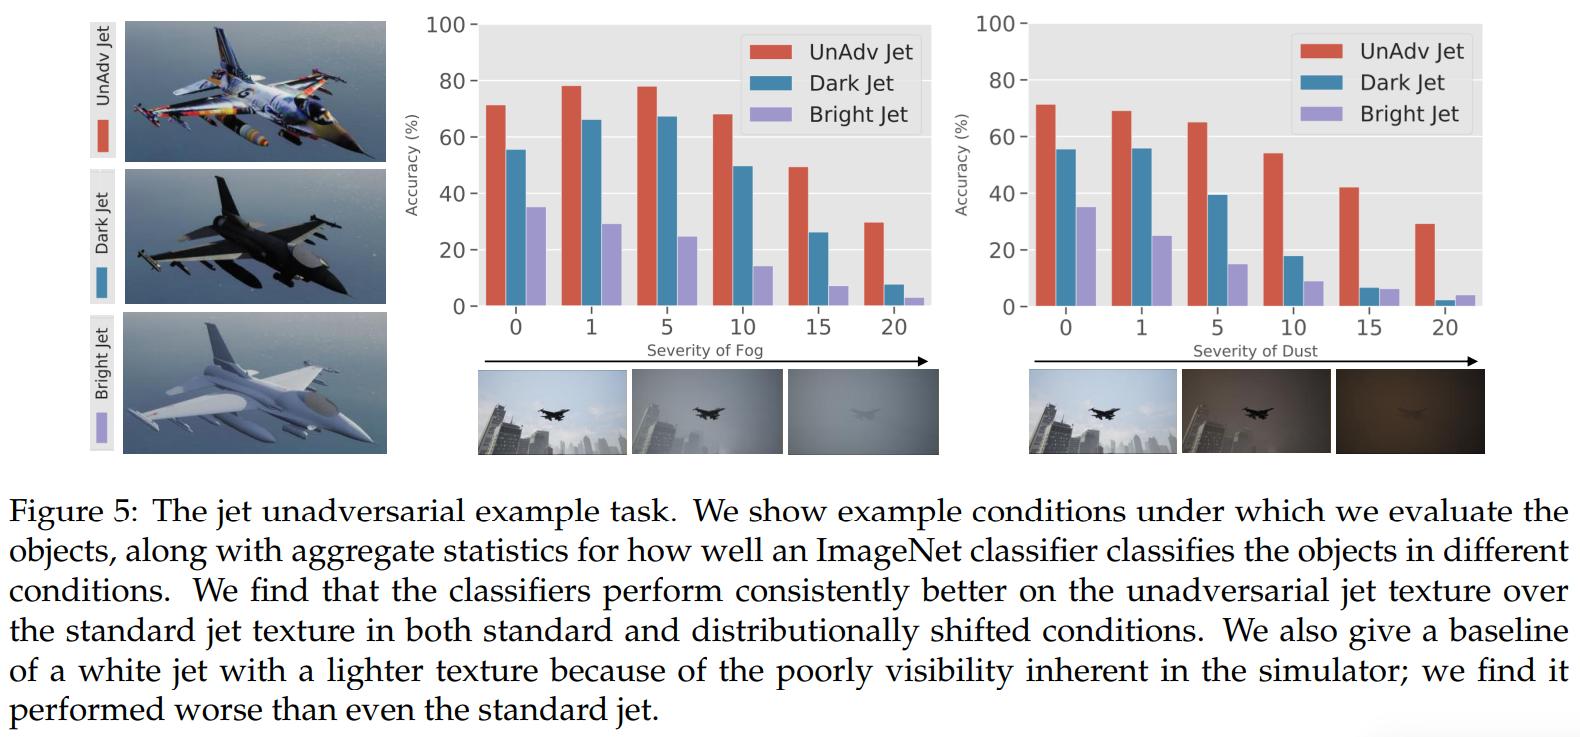 UnAdv Jet
Dark Jet
Bright Jet
Accuracy (%)
100
80
60
40
20
0
UnAdv Jet
Dark Jet
Bright Jet
0 1 5 10 15 20
Severity of Fog
Accuracy (%)
100
80
60
40
20
0
UnAdv Jet
Dark Jet
Bright Jet
0 1 5 10 15 20
Severity of Dust
Figure 5: The jet unadversarial example task. We show example conditions under which we evaluate the
objects, along with aggregate statistics for how well an ImageNet classifier classifies the objects in different
conditions. We find that the classifiers perform consistently better on the unadversarial jet texture over
the standard jet texture in both standard and distributionally shifted conditions. We also give a baseline
of a white jet with a lighter texture because of the poorly visibility inherent in the simulator; we find it
performed worse than even the standard jet.